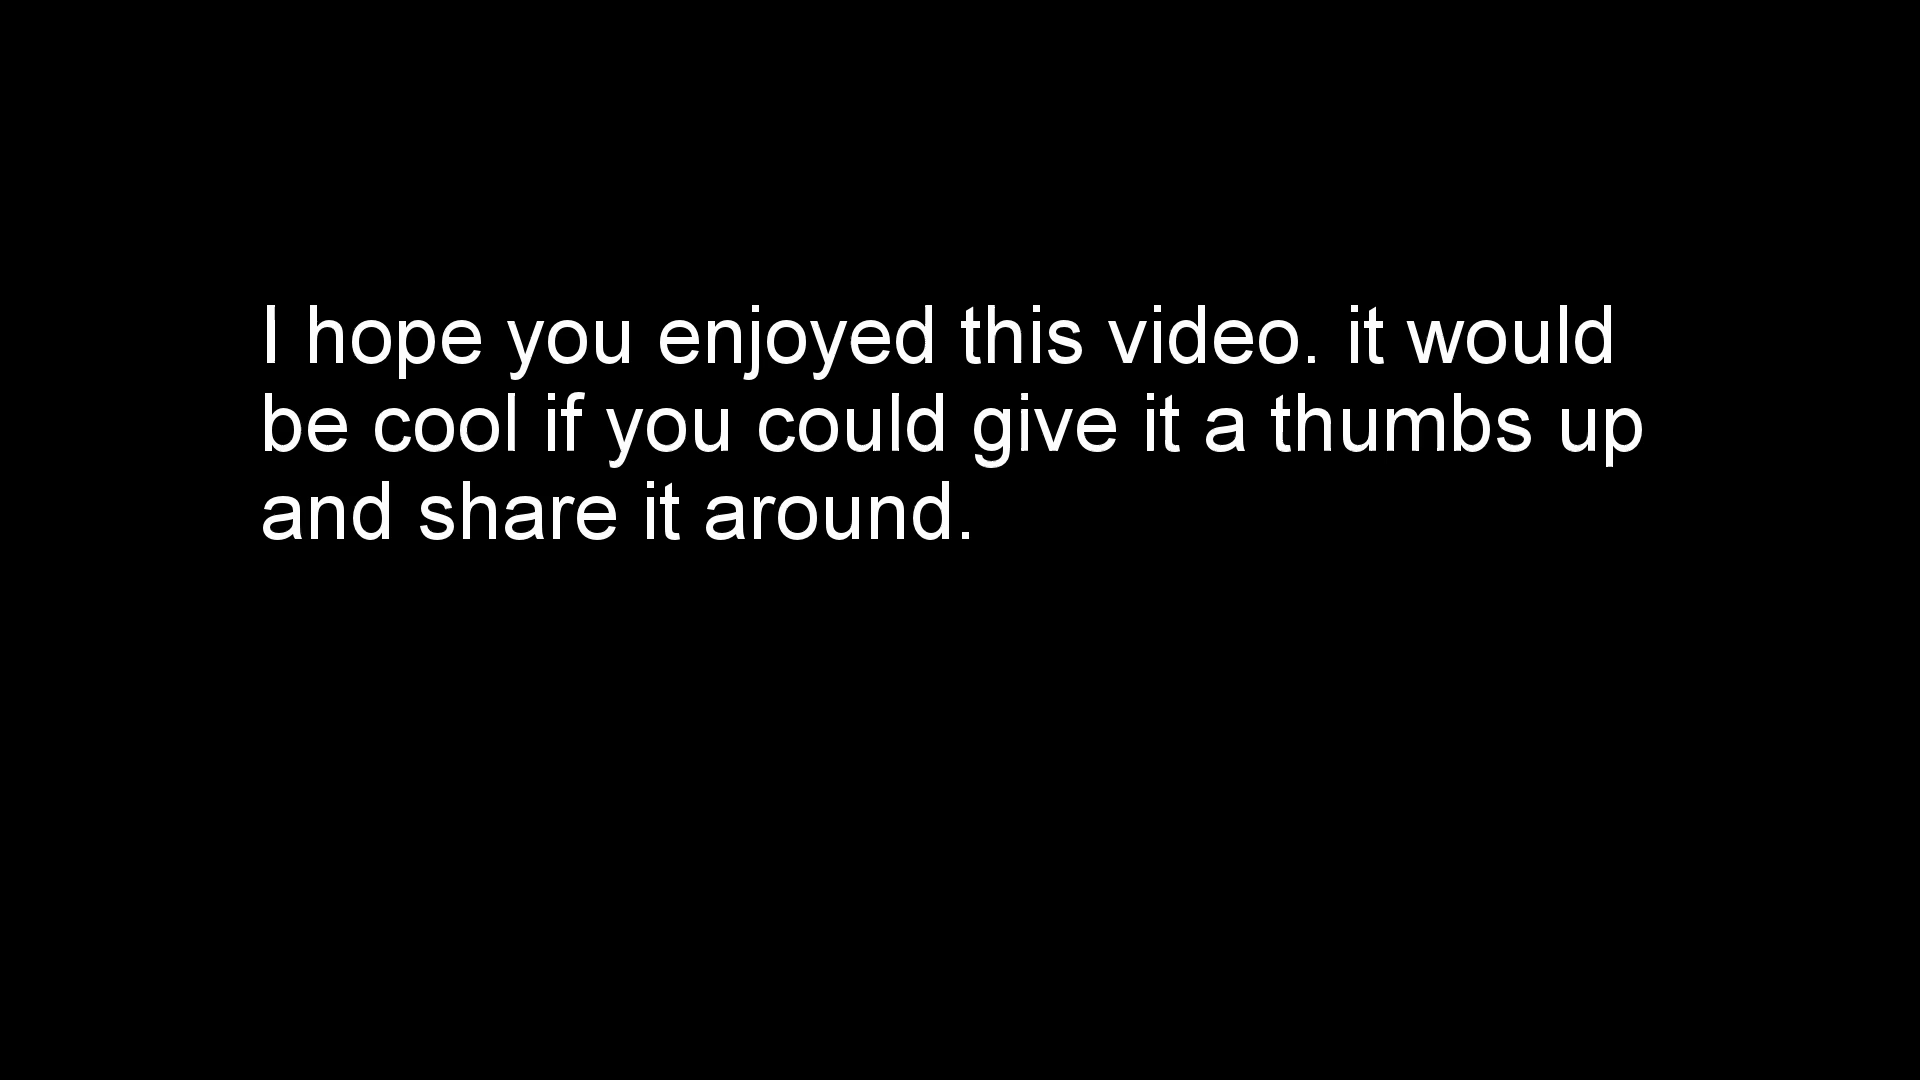 I hope you enjoyed this video. it would
be cool if you could give it a thumbs up
and share it around.